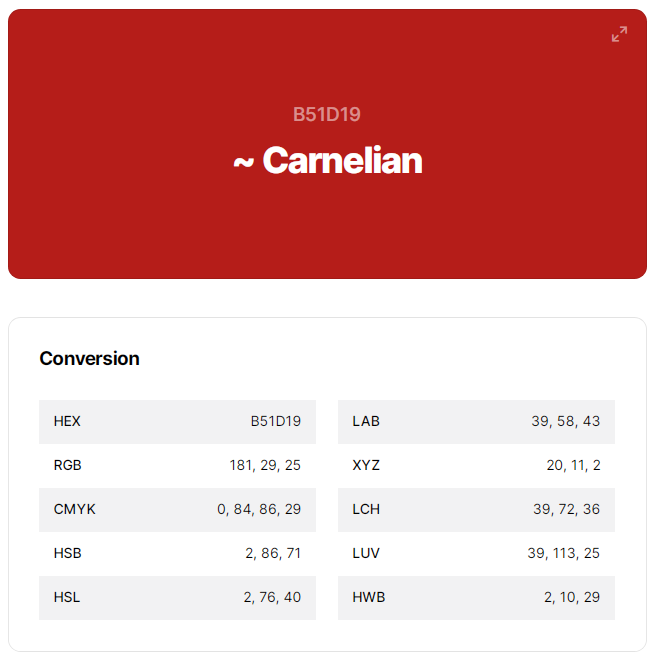 B51D19
~ Carnelian
Conversion
HEX B51D19
RGB 181, 29, 25
CMYK 0, 84, 86, 29
HSB 2, 86, 71
HSL 2, 76, 40
LAB 39, 58, 43
XYZ 20, 11, 2
LCH 39, 72, 36
LUV 39, 113, 25
HWB 2, 10, 29